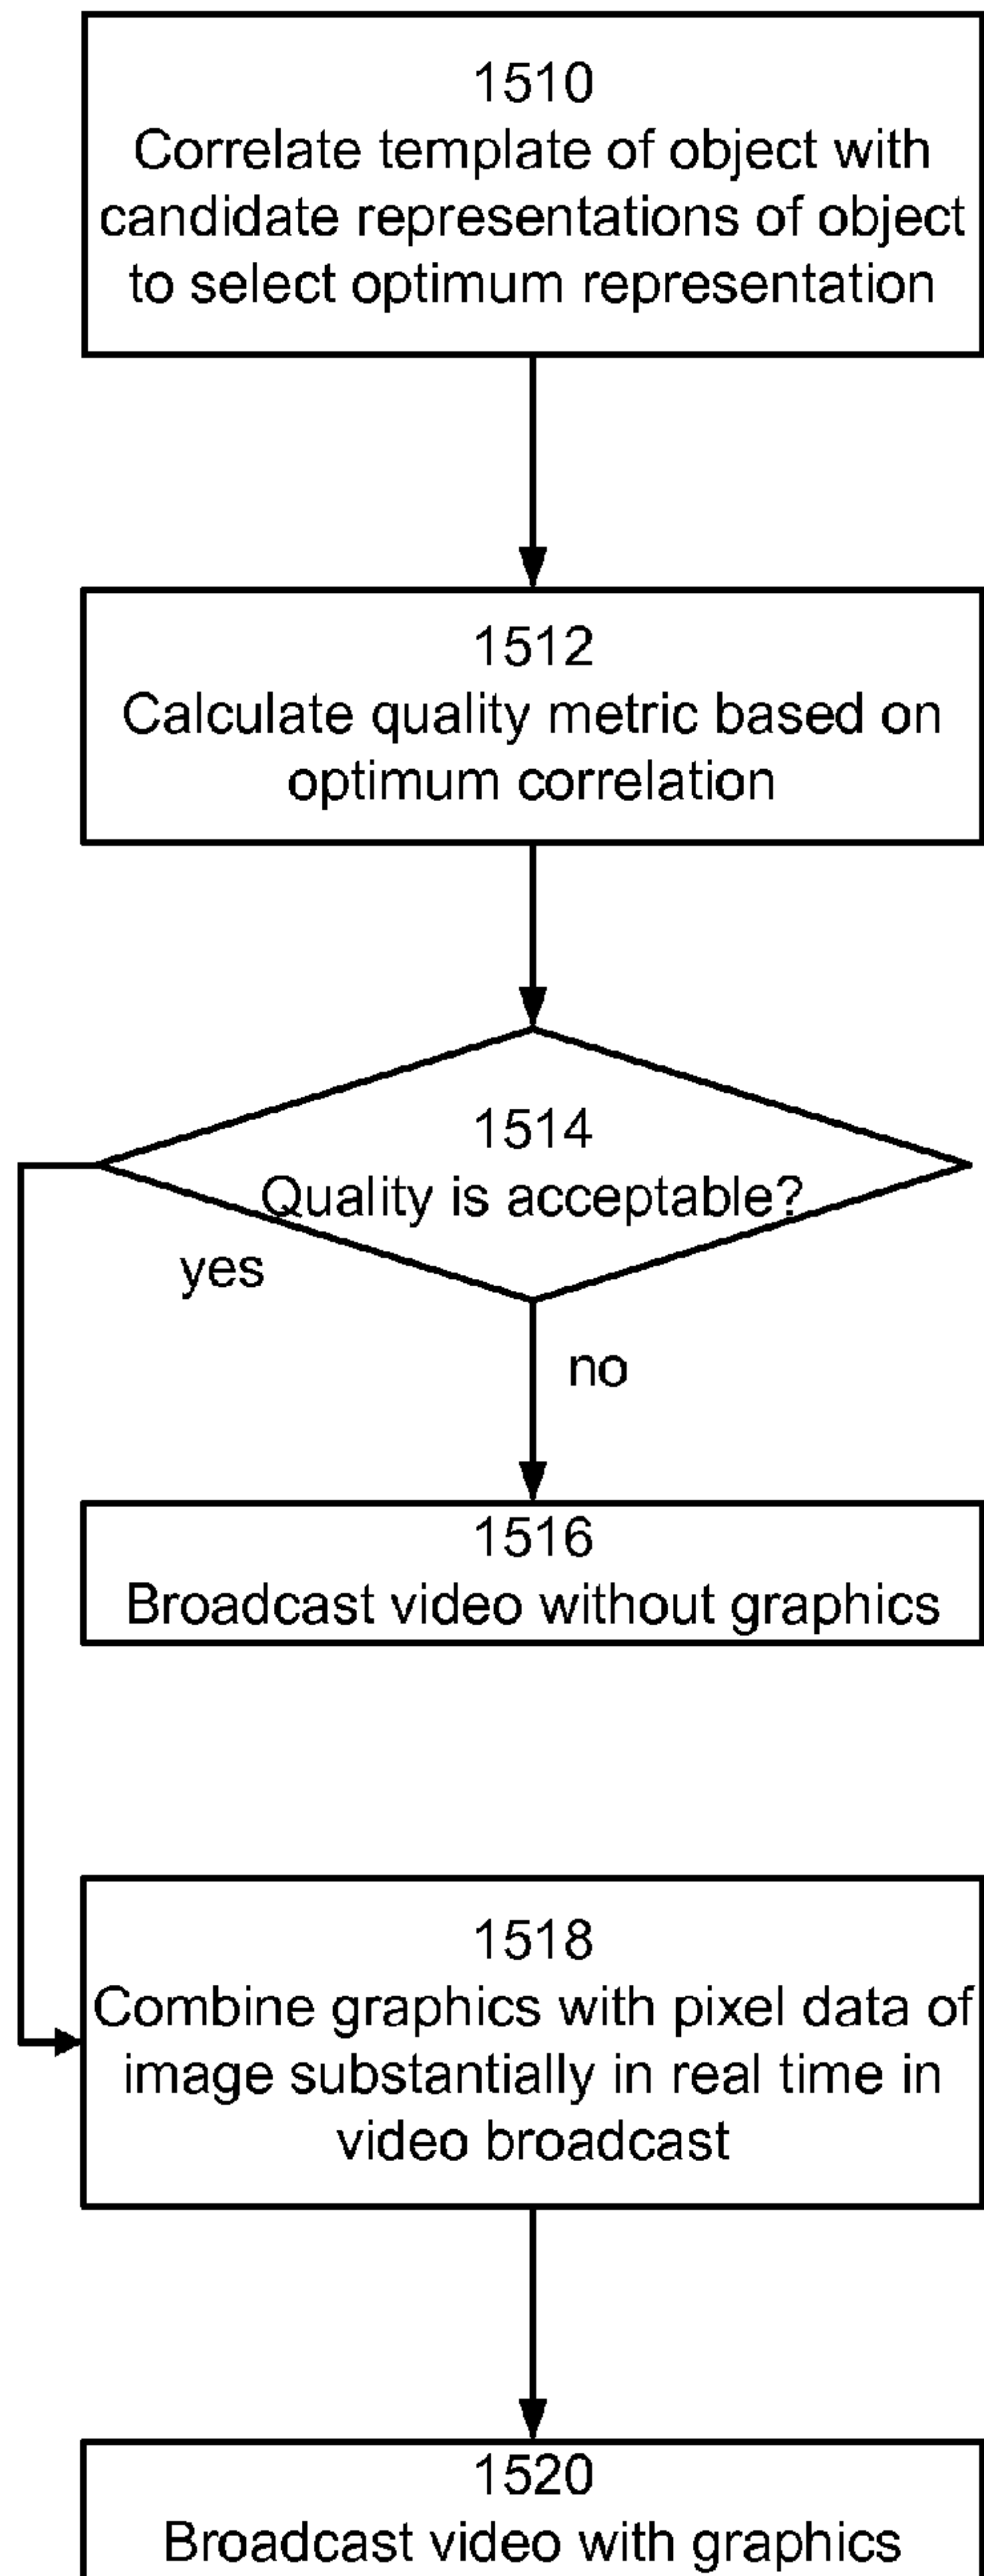 1510
Correlate template of object with
candidate representations of object
to select optimum representation
1512
Calculate quality metric based on
optimum correlation
1514
Quality is acceptable?
yes
no
1516
Broadcast video without graphics
1518
Combine graphics with pixel data of
image substantially in real time in
video broadcast
1520
Broadcast video with graphics